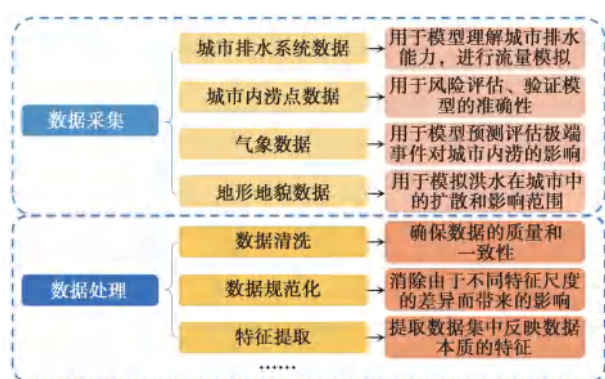 数据采集
城市排水系统数据
用于模型理解城市排水
能力，进行流量模拟
城市内涝点数据
用于风险评估、验证模
型的准确性
气象数据
用于模型预测评估极端
事件对城市内涝的影响
地形地貌数据
用于模拟洪水在城市中
的扩散和影响范围
数据处理
数据清洗
确保数据的质量和
一致性
数据规范化
消除由于不同特征尺度
的差异而带来的影响
特征提取
提取数据集中反映数据
本质的特征
……